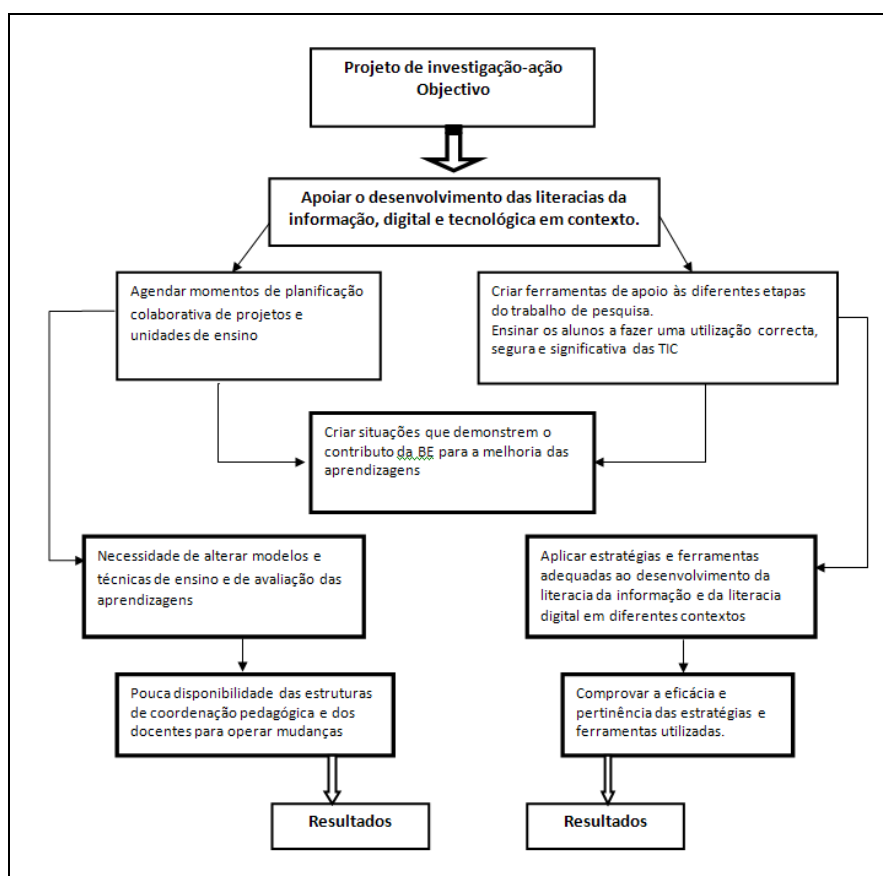 Projeto de investigação-ação
Objectivo
Apoiar o desenvolvimento das literacias da
informação, digital e tecnológica em contexto.
Agendar momentos de planificação
colaborativa de projetos e
unidades de ensino
Criar ferramentas de apoio às diferentes etapas
do trabalho de pesquisa.
Ensinar os alunos a fazer uma utilização correcta,
segura e significativa das TIC
Criar situações que demonstrem o
contributo da BE para a melhoria das
aprendizagens
Necessidade de alterar modelos e
técnicas de ensino e de avaliação das
aprendizagens
Aplicar estratégias e ferramentas
adequadas ao desenvolvimento da
literacia da informação e da literacia
digital em diferentes contextos
Pouca disponibilidade das estruturas
de coordenação pedagógica e dos
docentes para operar mudanças
Comprovar a eficácia e
pertinência das estratégias e
ferramentas utilizadas.
Resultados
Resultados